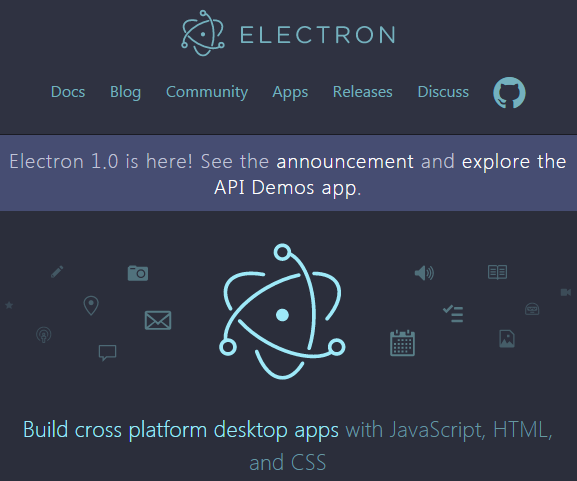 ELECTRON
Docs Blog Community Apps Releases Discuss
Electron 1.0 is here! See the announcement and explore the
API Demos app.
Build cross platform desktop apps with JavaScript, HTML,
and CSS